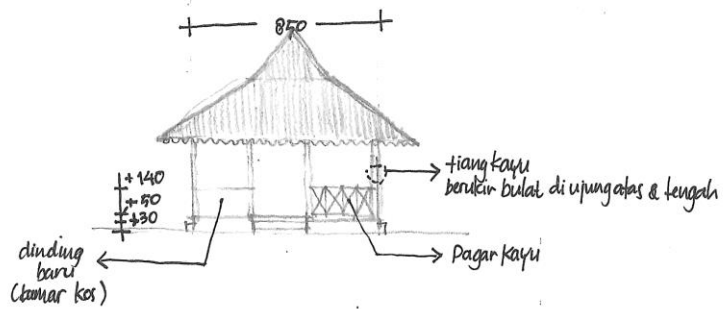 850
tiang kayu
berukir bulat di ujung atas & tengah
+140
+50
+30
dinding
baru
(kamar kos)
Pagar kayu